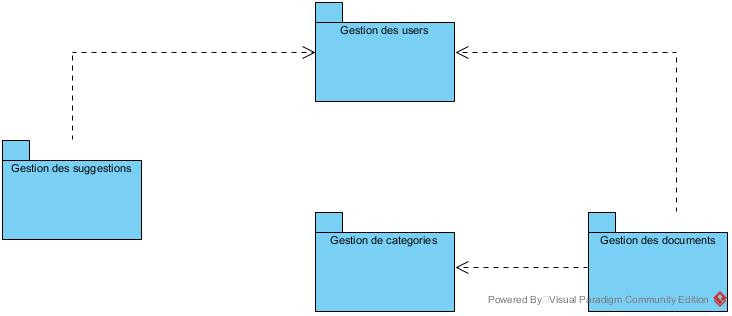 Gestion des users
Gestion des suggestions
Gestion de categories
Gestion des documents
Powered By Visual Paradigm Community Edition